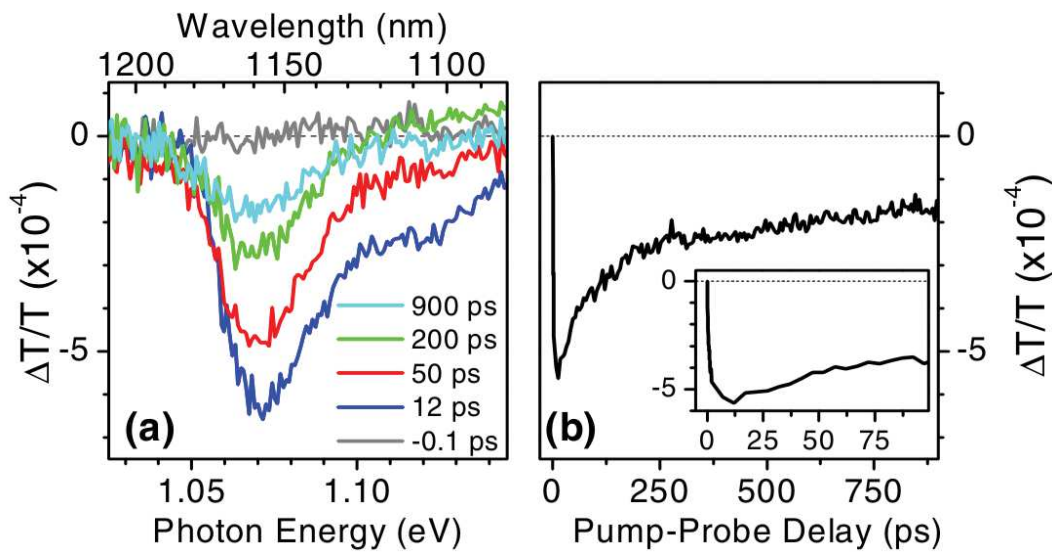 Wavelength (nm)
1200 1150 1100
0
-5
ΔT/T (x10⁻⁴)
900 ps
200 ps
50 ps
12 ps
-0.1 ps
(a)
1.05 1.10
Photon Energy (eV)
0
-5
ΔT/T (x10⁻⁴)
0
-5
0 25 50 75
(b)
0 250 500 750
Pump-Probe Delay (ps)